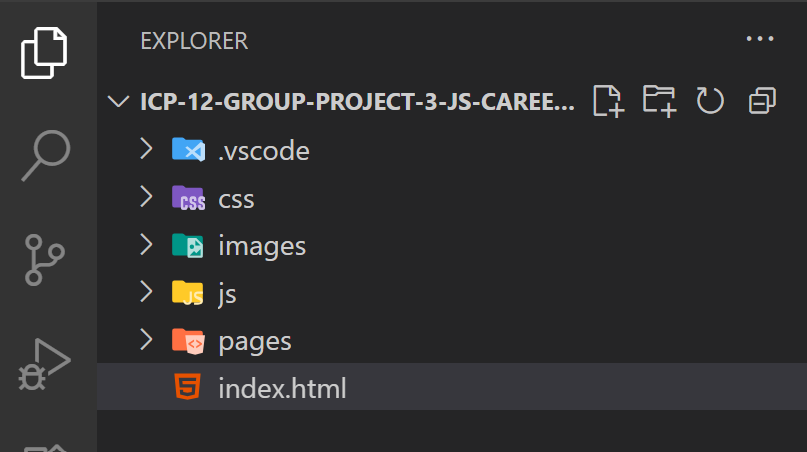 EXPLORER
ICP-12-GROUP-PROJECT-3-JS-CAREE...
.vscode
css
images
js
pages
index.html